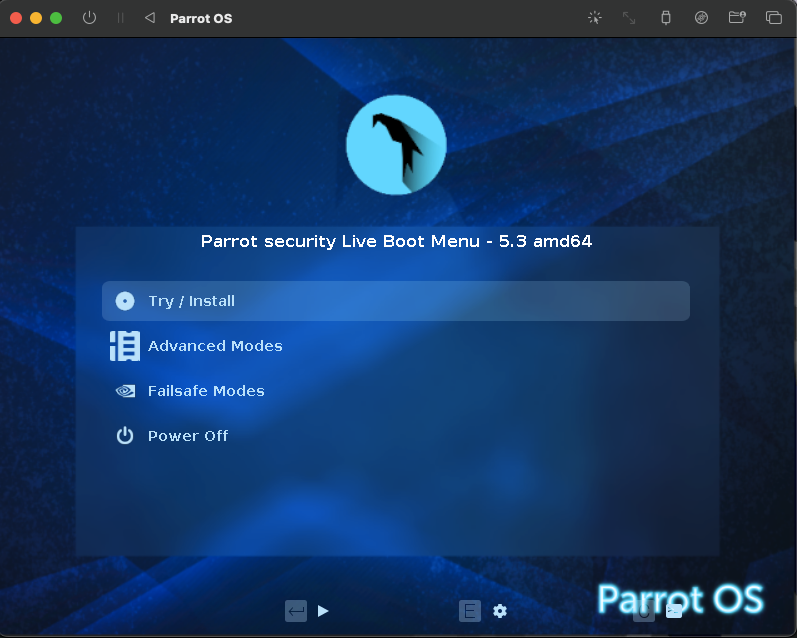 Parrot OS
Parrot security Live Boot Menu - 5.3 amd64
Try / Install
Advanced Modes
Failsafe Modes
Power Off
E
Parrot OS